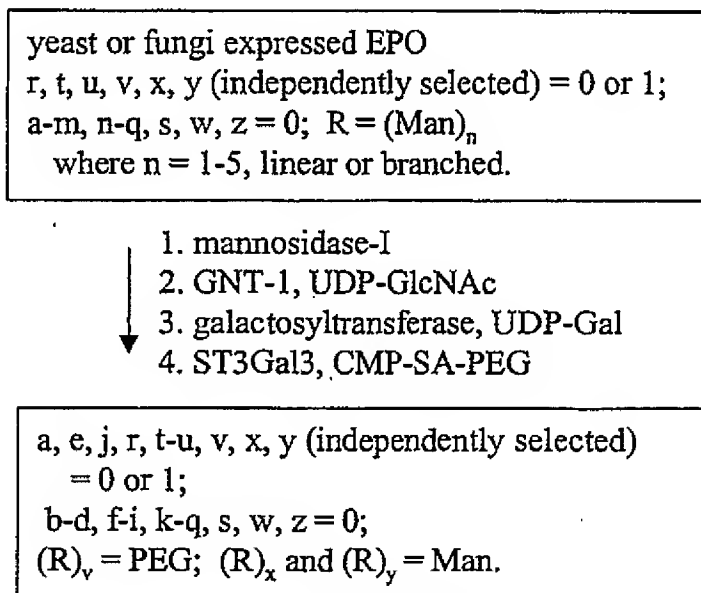 yeast or fungi expressed EPO
r, t, u, v, x, y (independently selected) = 0 or 1;
a-m, n-q, s, w, z = 0; R = (Man)n
where n = 1-5, linear or branched.
1. mannosidase-I
2. GNT-1, UDP-GlcNAc
3. galactosyltransferase, UDP-Gal
4. ST3Gal3, CMP-SA-PEG
a, e, j, r, t-u, v, x, y (independently selected)
= 0 or 1;
b-d, f-i, k-q, s, w, z = 0;
(R)v = PEG; (R)x and (R)y = Man.